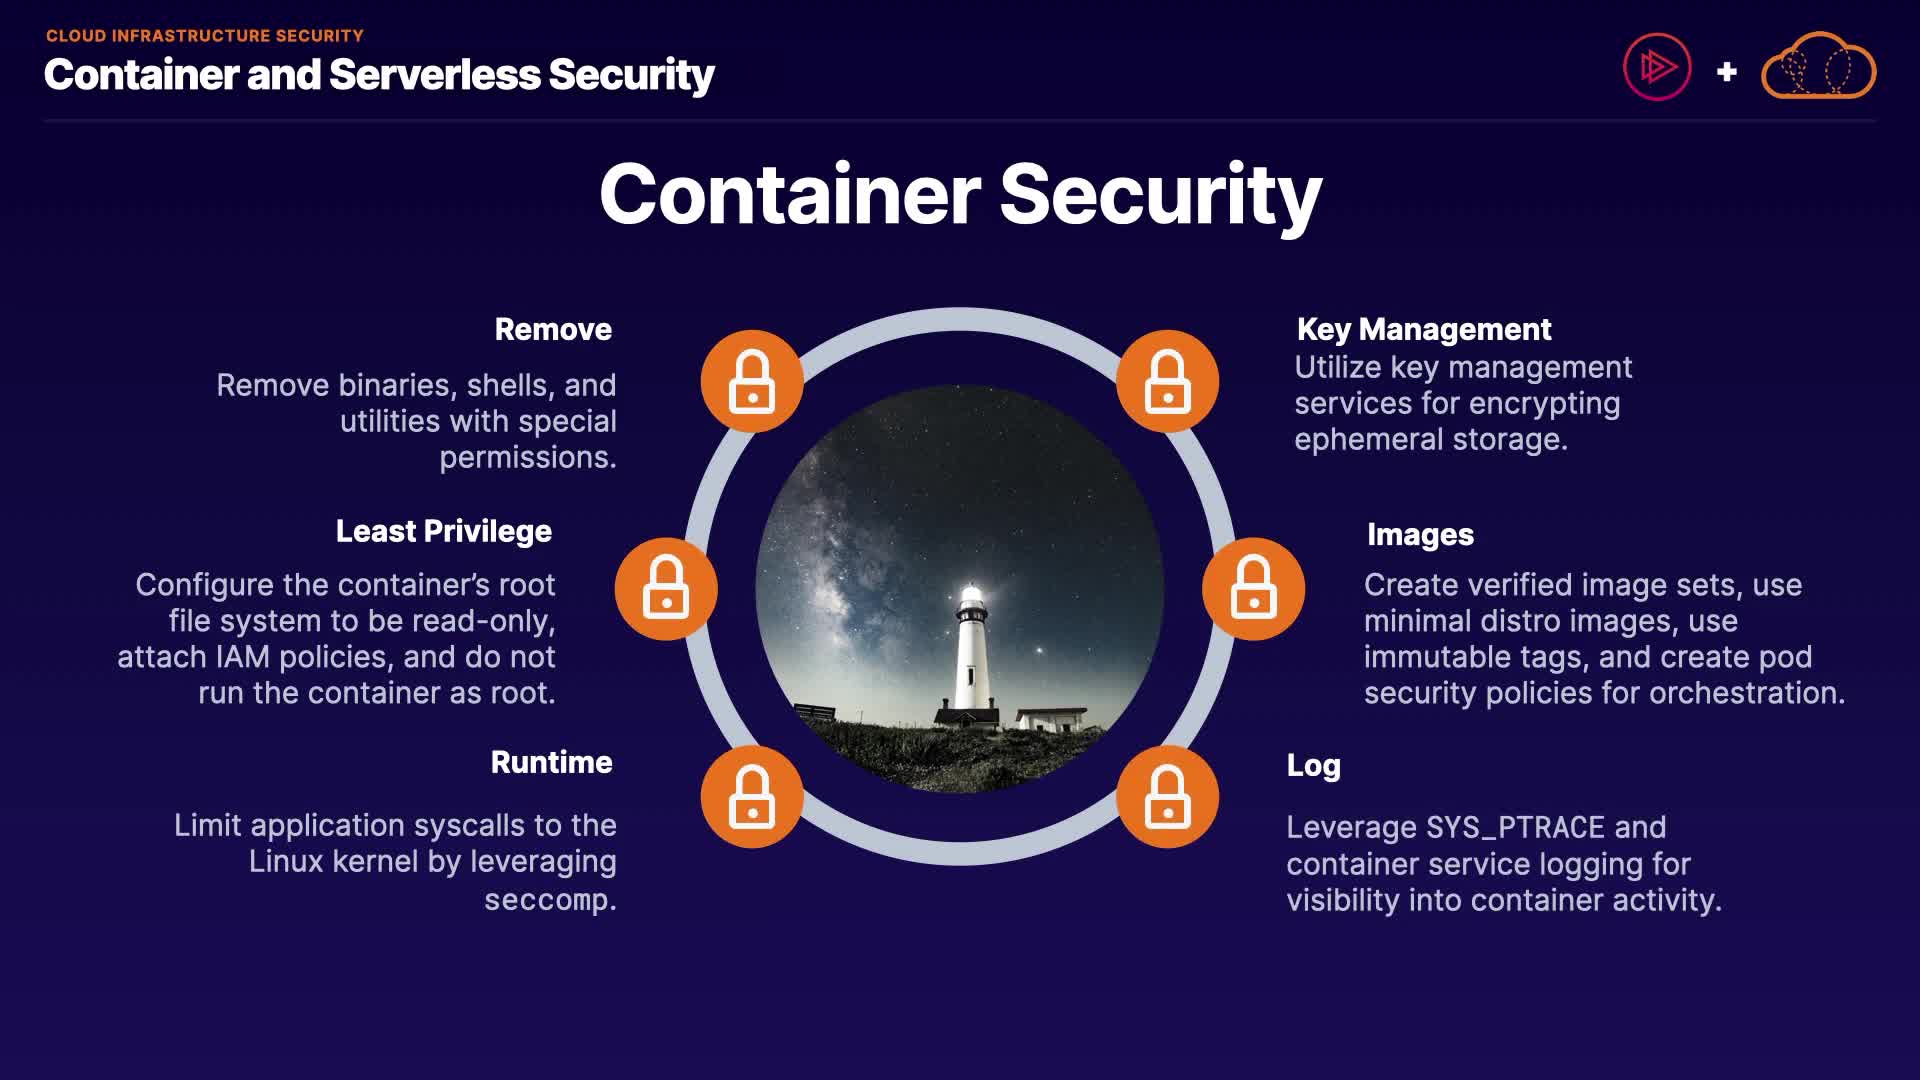 CLOUD INFRASTRUCTURE SECURITY
Container and Serverless Security
+
Container Security
Remove
Remove binaries, shells, and
utilities with special
permissions.
Least Privilege
Configure the container’s root
file system to be read-only,
attach IAM policies, and do not
run the container as root.
Runtime
Limit application syscalls to the
Linux kernel by leveraging
seccomp.
Key Management
Utilize key management
services for encrypting
ephemeral storage.
Images
Create verified image sets, use
minimal distro images, use
immutable tags, and create pod
security policies for orchestration.
Log
Leverage SYS_PTRACE and
container service logging for
visibility into container activity.